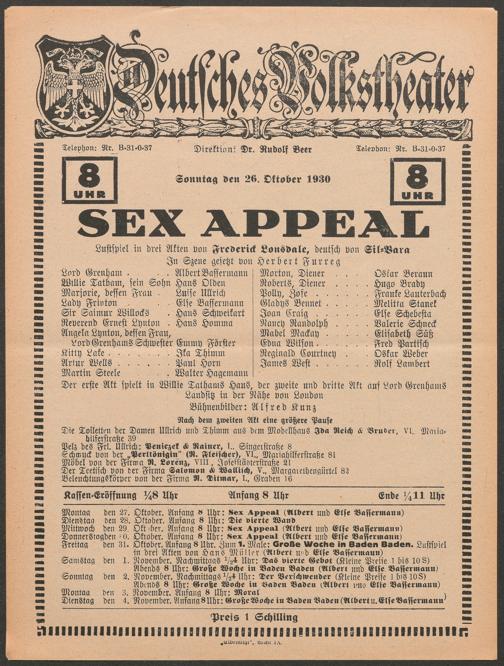 Deutsches Volkstheater
Telephon: Nr. B-31-0-37 Direktion: Dr. Rudolf Beer Telephon: Nr. B-31-0-37
8 UHR Sonntag den 26. Oktober 1930 8 UHR
SEX APPEAL
Lustspiel in drei Akten von Frederick Lonsdale, deutsch von Sil-Vara
In Szene gesetzt von Herbert Furreg
Lord Grenham . . . . . Albert Bassermann Morton, Diener . . . . . Oskar Beraun
Willie Tatham, sein Sohn Hans Olden Roberts, Diener . . . . . Hugo Brady
Marjorie, dessen Frau . Luise Ullrich Polly, Zofe . . . . . Franke Lauterbach
Lady Frinton . . . . . Else Bassermann Gladys Bennet . . . . . Melitta Stanek
Sir Saimur Willocks . Hans Schweikart Joan Craig . . . . . Else Schebesta
Reverend Ernest Lynton . Hans Homma Nancy Randolph . . . . . Valerie Schreck
Angela Lynton, dessen Frau, Mabel Mackay . . . . . Elisabeth Süß
Lord Grenhams Schwester Emmy Förster Edna Wilson . . . . . Fred Partisch
Kitty Lake . . . . . Ika Thimm Reginald Courtney . . . . . Oskar Weber
Artur Wells . . . . . Paul Horn James West . . . . . Rolf Lambert
Martin Steele . . . . . Walter Hagemann
Der erste Akt spielt in Willie Tathams Haus, der zweite und dritte Akt auf Lord Grenhams
Landsitz in der Nähe von London
Bühnenbilder: Alfred Kunz
Nach dem zweiten Akt eine größere Pause
Die Toiletten der Damen Ullrich und Thimm aus dem Modellhaus Ida Reich & Bruder, VI., Maria-
hilferstraße 39
Pelz des Frl. Ullrich: Penizek & Rainer, I., Singerstraße 8
Schmuck von der „Perlkönigin" (R. Fleischer), VI., Mariahilferstraße 81
Möbel von der Firma R. Lorenz, VIII., Josefstädterstraße 21
Der Teetisch von der Firma Salomon & Wallich, V., Margaretengürtel 82
Beleuchtungskörper von der Firma R. Ditmar, I., Graben 16
Kassen-Eröffnung ½8 Uhr Anfang 8 Uhr Ende ¼11 Uhr
Montag den 27. Oktober, Anfang 8 Uhr: Sex Appeal (Albert und Else Bassermann)
Dienstag den 28. Oktober, Anfang 8 Uhr: Die vierte Wand
Mittwoch den 29. Oktober, Anfang 8 Uhr: Sex Appeal (Albert und Else Bassermann)
Donnerstag den 30. Oktober, Anfang 8 Uhr: Sex Appeal (Albert und Else Bassermann)
Freitag den 31. Oktober, Anfang 8 Uhr. Zum 1. Male: Große Woche in Baden Baden. Lustspiel
in drei Akten von Hans Müller (Albert und Else Bassermann)
Samstag den 1. November, Nachmittags ½4 Uhr: Das vierte Gebot (Kleine Preise 1 bis 10 S)
Abends 8 Uhr: Große Woche in Baden Baden (Albert und Else Bassermann)
Sonntag den 2. November, Nachmittags ½4 Uhr: Der Verschwender (Kleine Preise 1 bis 10 S)
Abends 8 Uhr: Große Woche in Baden Baden (Albert und Else Bassermann)
Montag den 3. November, Anfang 8 Uhr: Moral
Dienstag den 4. November, Anfang 8 Uhr: Große Woche in Baden Baden (Albert u. Else Bassermann)
Preis 1 Schilling